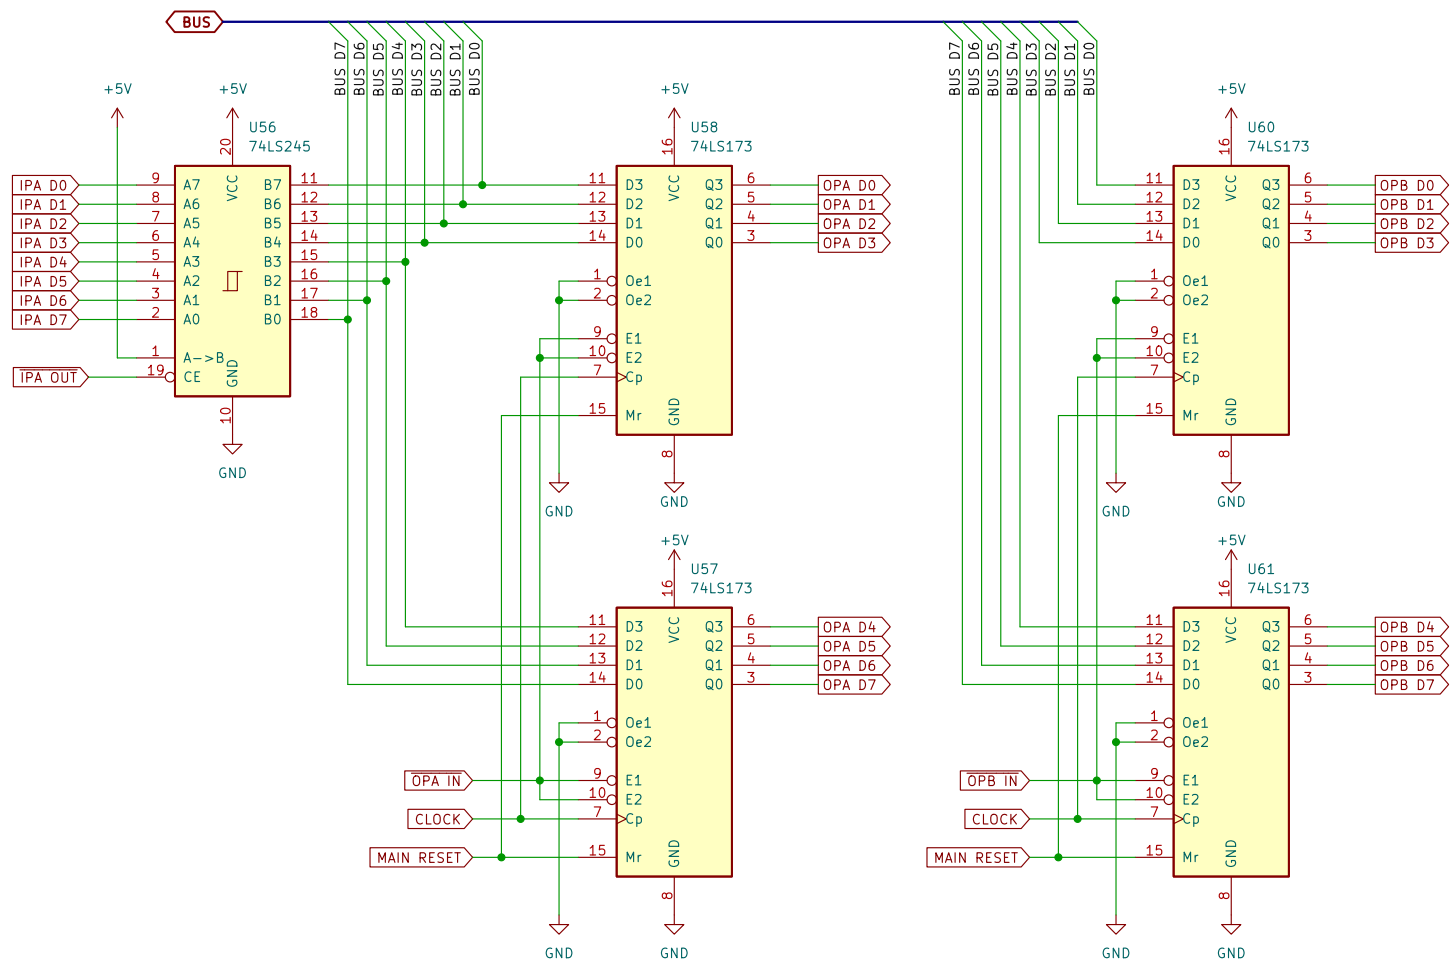 BUS
BUS D7
BUS D6
BUS D5
BUS D4
BUS D3
BUS D2
BUS D1
BUS D0
BUS D7
BUS D6
BUS D5
BUS D4
BUS D3
BUS D2
BUS D1
BUS D0
+5V
+5V
U56
74LS245
20
VCC
IPA D0 9 A7 B7 11
IPA D1 8 A6 B6 12
IPA D2 7 A5 B5 13
IPA D3 6 A4 B4 14
IPA D4 5 A3 B3 15
IPA D5 4 A2 B2 16
IPA D6 3 A1 B1 17
IPA D7 2 A0 B0 18
1 A->B
IPA OUT 19 CE
GND
10
GND
+5V
U58
74LS173
16
VCC
11 D3 Q3 6 OPA D0
12 D2 Q2 5 OPA D1
13 D1 Q1 4 OPA D2
14 D0 Q0 3 OPA D3
1 Oe1
2 Oe2
9 E1
10 E2
7 Cp
15 Mr
GND
8
GND
GND
+5V
U60
74LS173
16
VCC
11 D3 Q3 6 OPB D0
12 D2 Q2 5 OPB D1
13 D1 Q1 4 OPB D2
14 D0 Q0 3 OPB D3
1 Oe1
2 Oe2
9 E1
10 E2
7 Cp
15 Mr
GND
8
GND
GND
+5V
U57
74LS173
16
VCC
11 D3 Q3 6 OPA D4
12 D2 Q2 5 OPA D5
13 D1 Q1 4 OPA D6
14 D0 Q0 3 OPA D7
1 Oe1
2 Oe2
OPA IN 9 E1
10 E2
CLOCK 7 Cp
MAIN RESET 15 Mr
GND
8
GND
GND
+5V
U61
74LS173
16
VCC
11 D3 Q3 6 OPB D4
12 D2 Q2 5 OPB D5
13 D1 Q1 4 OPB D6
14 D0 Q0 3 OPB D7
1 Oe1
2 Oe2
OPB IN 9 E1
10 E2
CLOCK 7 Cp
MAIN RESET 15 Mr
GND
8
GND
GND